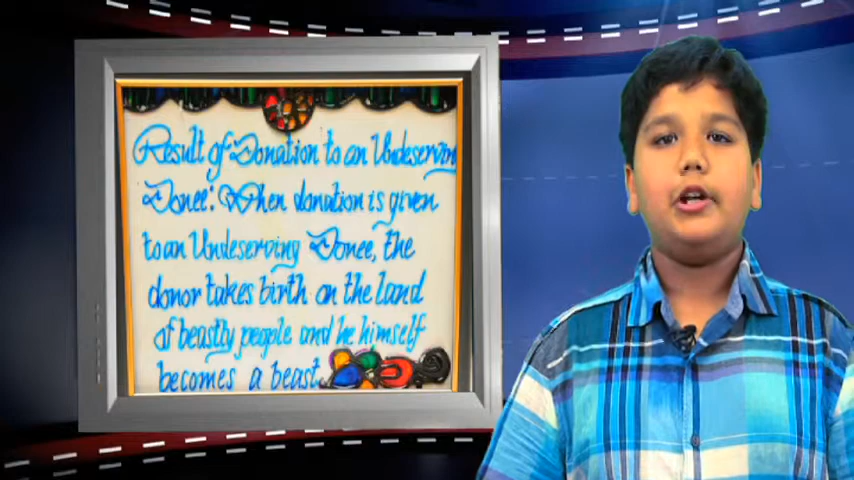 Result of Donation to an Undeserving
Donee: When donation is given
to an Undeserving Donee, the
donor takes birth on the land
of beastly people and he himself
becomes a beast.